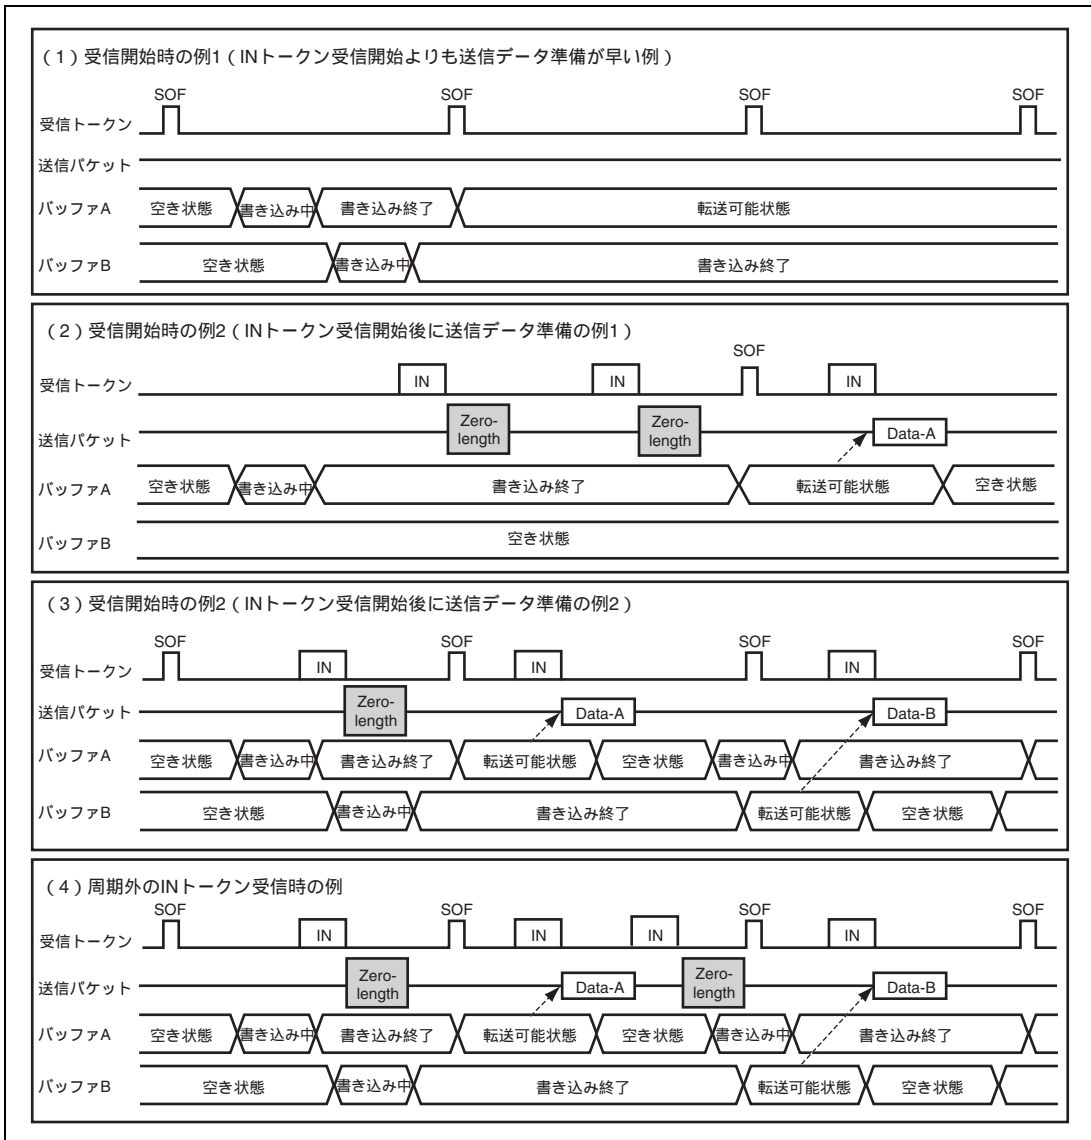 （1）受信開始時の例1（INトークン受信開始よりも送信データ準備が早い例）
SOF SOF SOF SOF
受信トークン
送信パケット
バッファA 空き状態 書き込み中 書き込み終了 転送可能状態
バッファB 空き状態 書き込み中 書き込み終了
（2）受信開始時の例2（INトークン受信開始後に送信データ準備の例1）
SOF
受信トークン IN IN IN
送信パケット Zero-length Zero-length Data-A
バッファA 空き状態 書き込み中 書き込み終了 転送可能状態 空き状態
バッファB 空き状態
（3）受信開始時の例2（INトークン受信開始後に送信データ準備の例2）
SOF SOF SOF SOF
受信トークン IN IN IN
送信パケット Zero-length Data-A Data-B
バッファA 空き状態 書き込み中 書き込み終了 転送可能状態 空き状態 書き込み中 書き込み終了
バッファB 空き状態 書き込み中 書き込み終了 転送可能状態 空き状態
（4）周期外のINトークン受信時の例
SOF SOF SOF SOF
受信トークン IN IN IN IN
送信パケット Zero-length Data-A Zero-length Data-B
バッファA 空き状態 書き込み中 書き込み終了 転送可能状態 空き状態 書き込み中 書き込み終了
バッファB 空き状態 書き込み中 書き込み終了 転送可能状態 空き状態